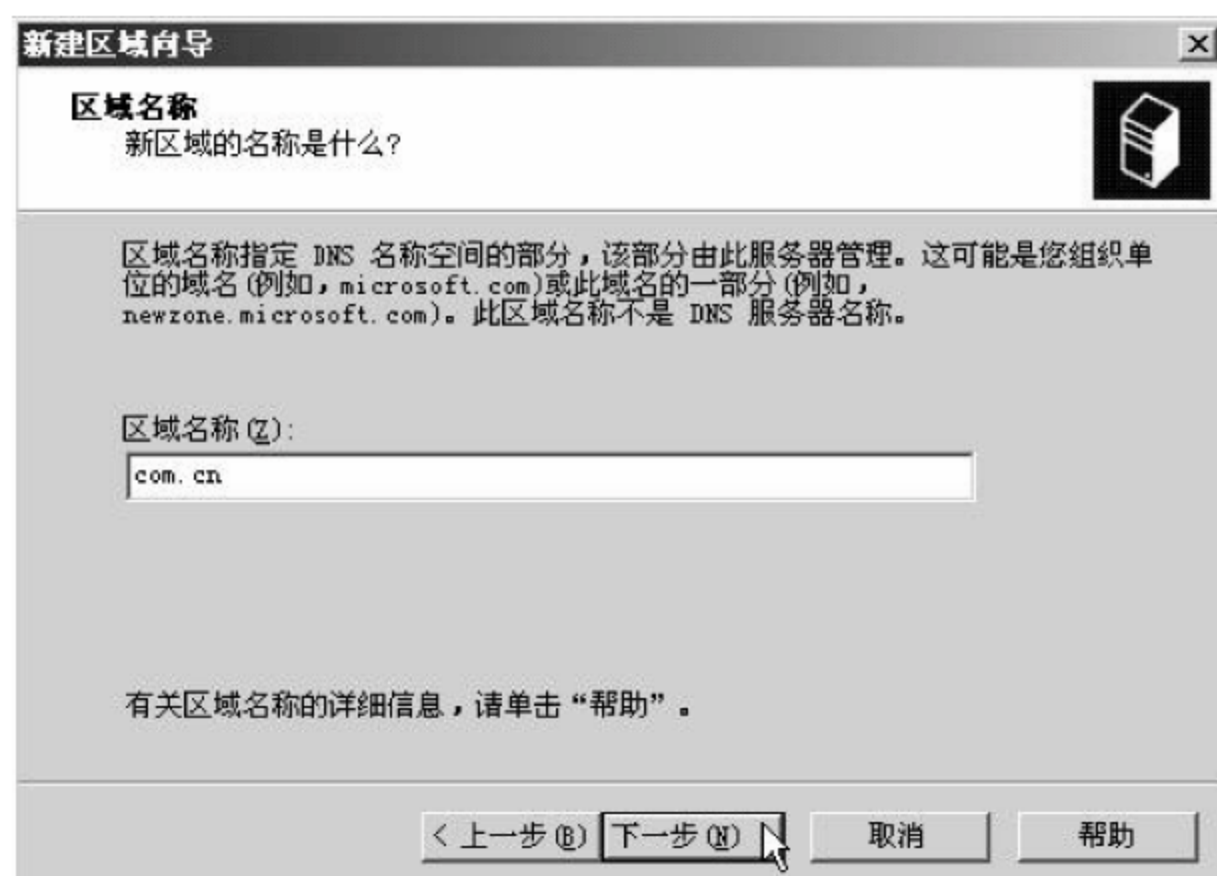 新建区域向导
区域名称
新区域的名称是什么?
区域名称指定 DNS 名称空间的部分，该部分由此服务器管理。这可能是您组织单
位的域名(例如，microsoft.com)或此域名的一部分(例如，
newzone.microsoft.com)。此区域名称不是 DNS 服务器名称。
区域名称(Z):
com.cn
有关区域名称的详细信息，请单击“帮助”。
< 上一步(B) 下一步(N) 取消 帮助